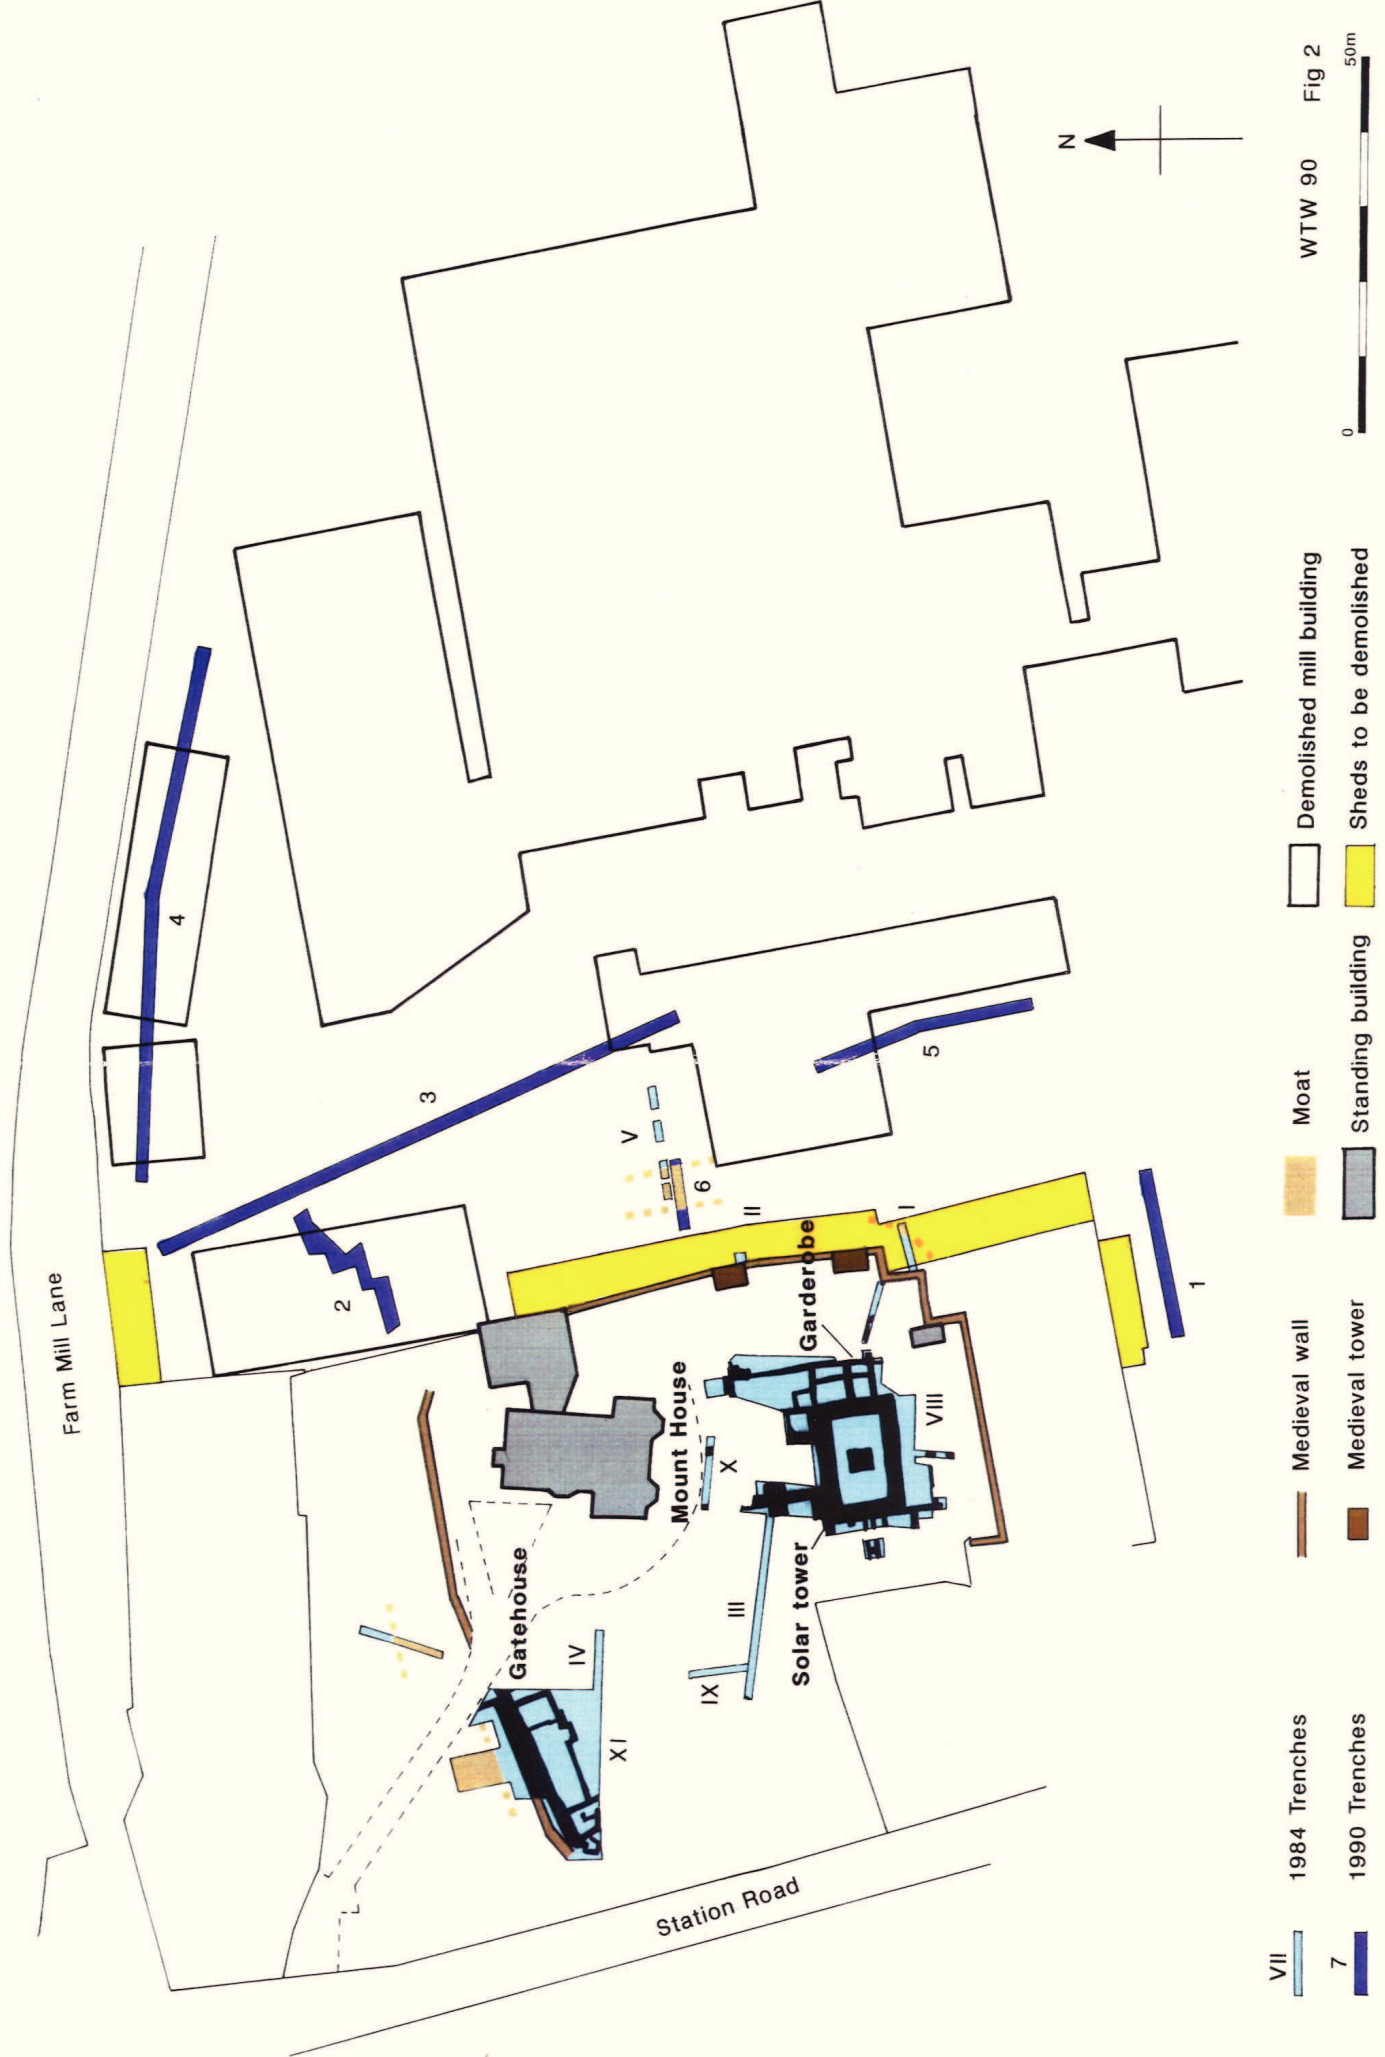 Farm Mill Lane
4
3
2
V
6
II
I
5
1
Garderobe
Mount House
X
VIII
Gatehouse
IV
III
IX
Solar tower
XI
Station Road
N
WTW 90 Fig 2
0 50m
VII 1984 Trenches
7 1990 Trenches
Medieval wall
Medieval tower
Moat
Standing building
Demolished mill building
Sheds to be demolished